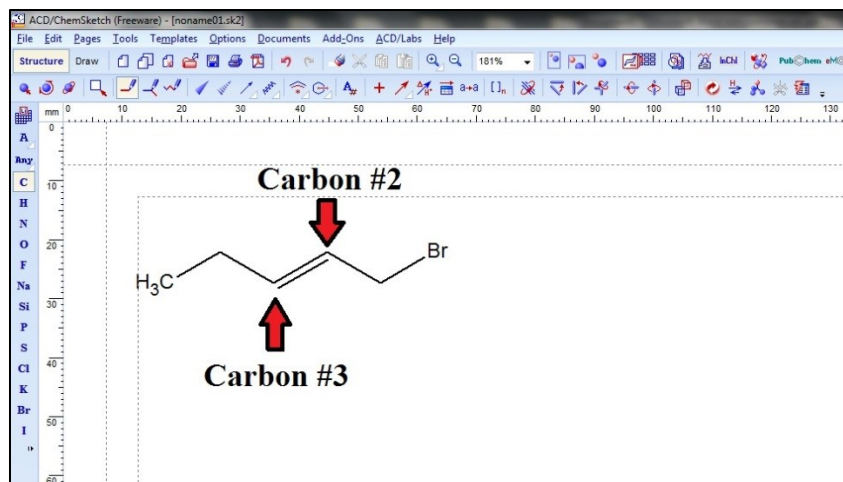 ACD/ChemSketch (Freeware) - [noname01.sk2]
File Edit Pages Tools Templates Options Documents Add-Ons ACD/Labs Help
Structure Draw 181% InChI PubChem
A a→a []n H
mm 0 10 20 30 40 50 60 70 80 90 100 110 120 130
0
A
Any
C 10
H
N
O 20
F
Na
Si 30
P
S
Cl 40
K
Br
I 50
60
Carbon #2
Br
H3C
Carbon #3